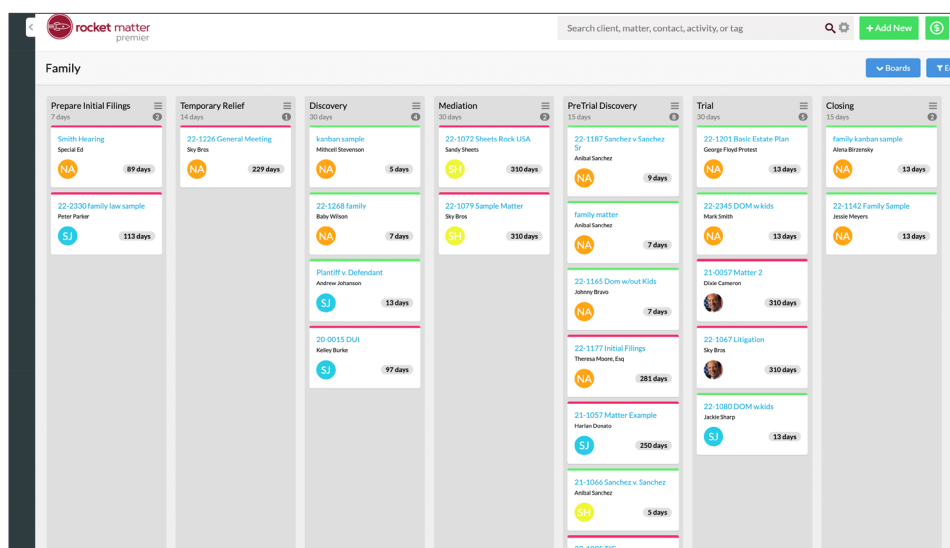 rocket matter
premier
Search client, matter, contact, activity, or tag
+ Add New
Family
Boards
Prepare Initial Filings
7 days
2
Smith Hearing
Special Ed
NA
89 days
22-2330 family law sample
Peter Parker
SJ
113 days
Temporary Relief
14 days
1
22-1226 General Meeting
Sky Bros
NA
229 days
Discovery
30 days
4
kanban sample
Mithcell Stevenson
NA
5 days
22-1268 family
Baby Wilson
NA
7 days
Plantiff v. Defendant
Andrew Johanson
SJ
13 days
20-0015 DUI
Kelley Burke
SJ
97 days
Mediation
30 days
2
22-1072 Sheets Rock USA
Sandy Sheets
SH
310 days
22-1079 Sample Matter
Sky Bros
SH
310 days
PreTrial Discovery
15 days
8
22-1187 Sanchez v Sanchez
Sr
Anibal Sanchez
NA
9 days
family matter
Anibal Sanchez
NA
7 days
22-1165 Dom w/out Kids
Johnny Bravo
NA
7 days
22-1177 Initial Filings
Theresa Moore, Esq
NA
281 days
21-1057 Matter Example
Harlan Donato
SJ
250 days
21-1066 Sanchez v. Sanchez
Anibal Sanchez
SH
5 days
Trial
30 days
5
22-1201 Basic Estate Plan
George Floyd Protest
NA
13 days
22-2345 DOM w kids
Mark Smith
NA
13 days
21-0057 Matter 2
Dixie Cameron
310 days
22-1067 Litigation
Sky Bros
310 days
22-1080 DOM w.kids
Jackie Sharp
SJ
13 days
Closing
15 days
2
family kanban sample
Alena Birzensky
NA
13 days
22-1142 Family Sample
Jessie Meyers
NA
13 days